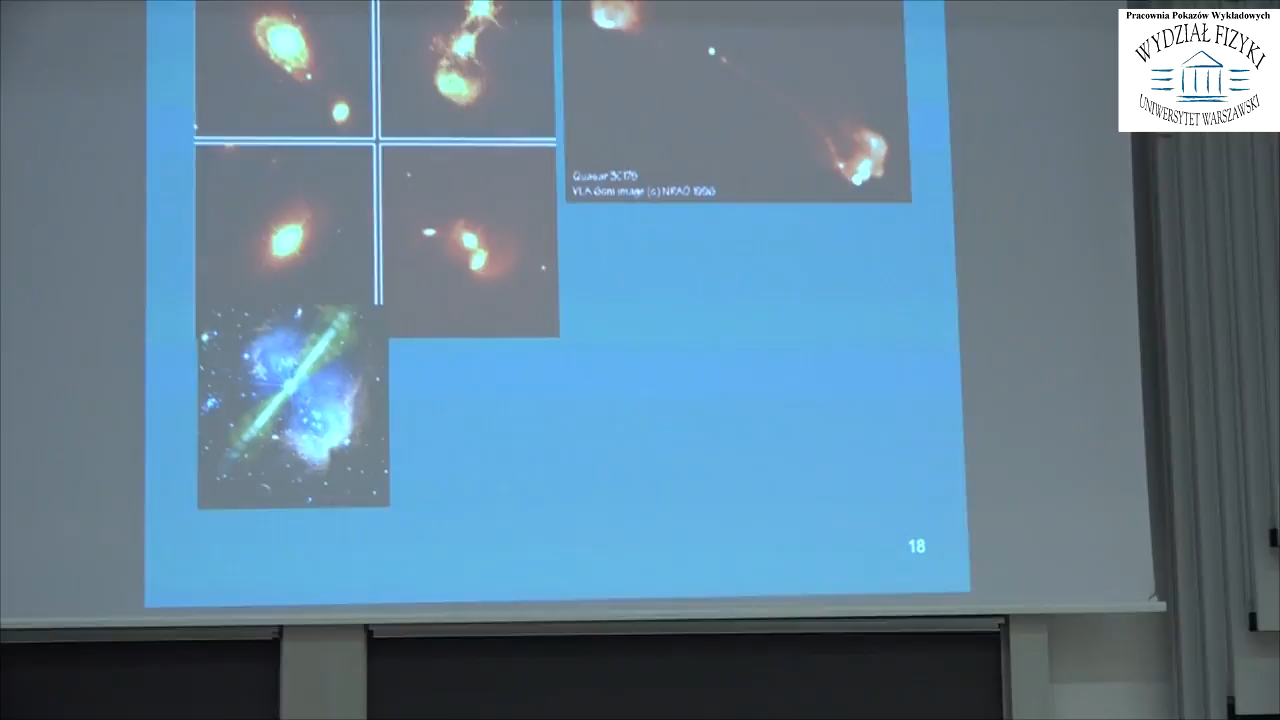 Pracownia Pokazów Wykładowych
WYDZIAŁ FIZYKI
UNIWERSYTET WARSZAWSKI
Quasar 3C175
VLA 6cm image (c) NRAO 1996
18